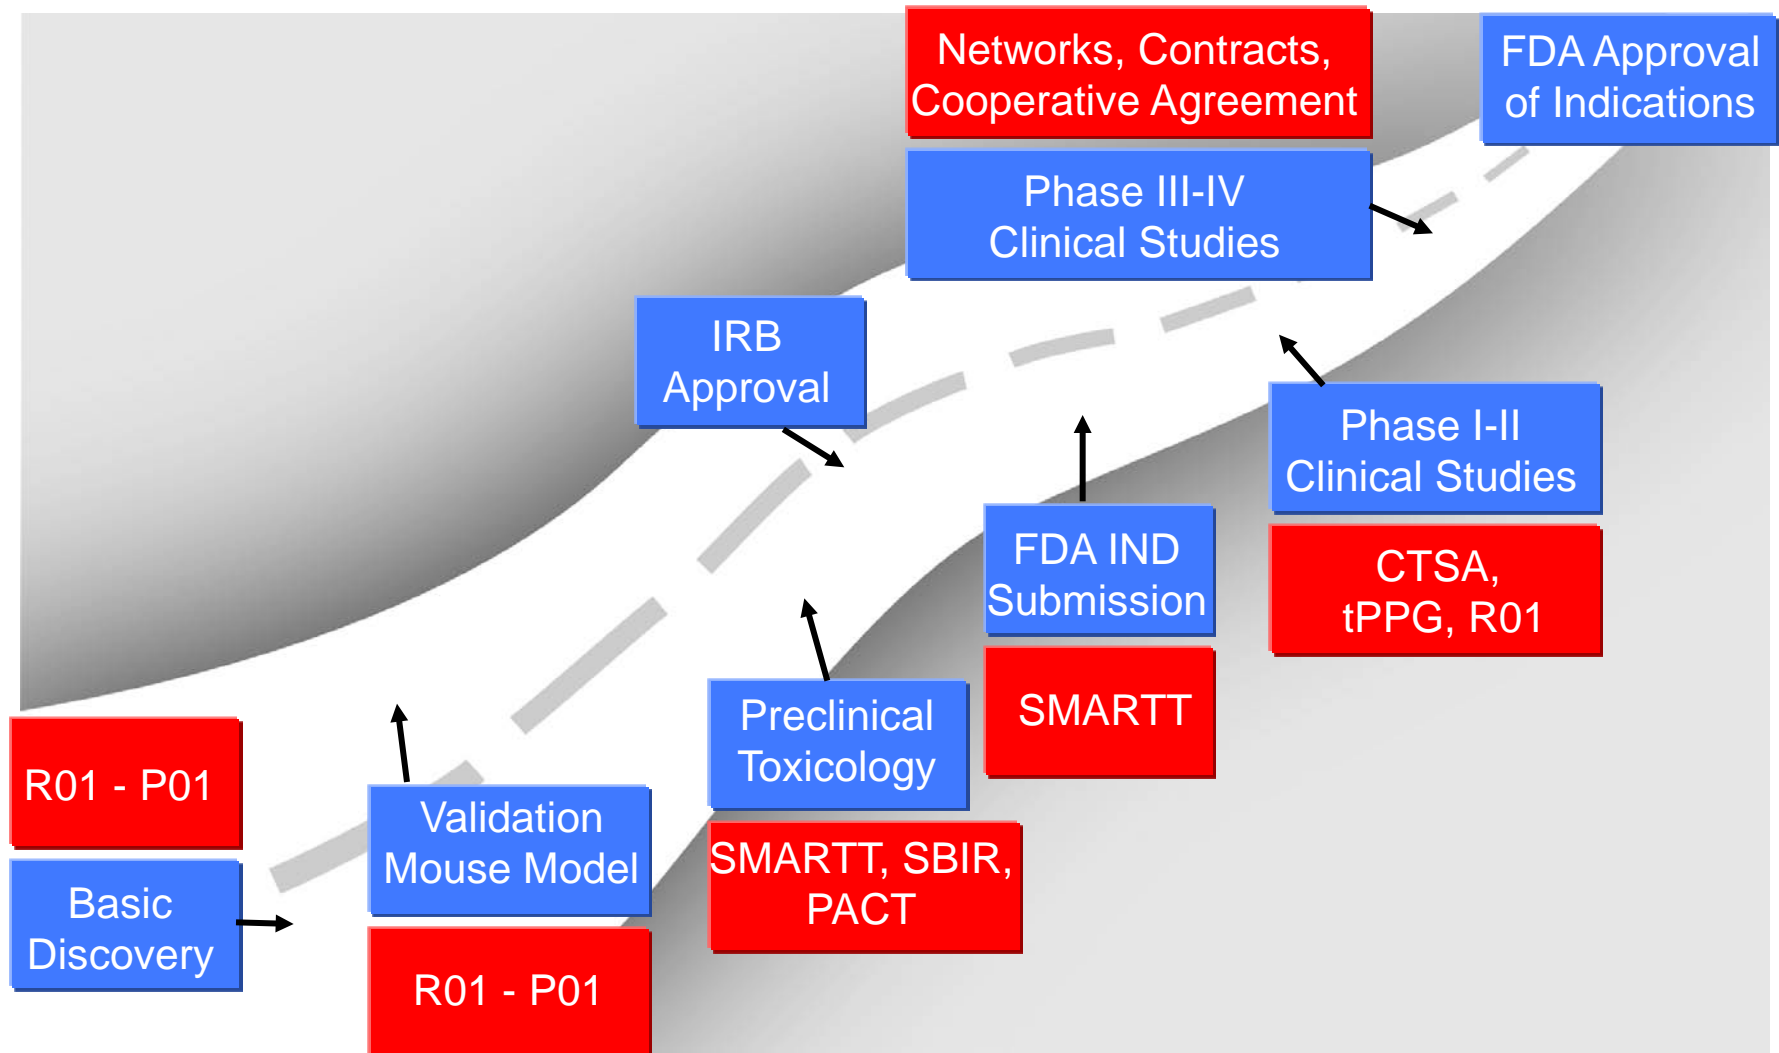 Networks, Contracts,
Cooperative Agreement
FDA Approval
of Indications
Phase III-IV
Clinical Studies
IRB
Approval
Phase I-II
Clinical Studies
FDA IND
Submission
CTSA,
tPPG, R01
SMARTT
Preclinical
Toxicology
R01 - P01
Validation
Mouse Model
SMARTT, SBIR,
PACT
Basic
Discovery
R01 - P01